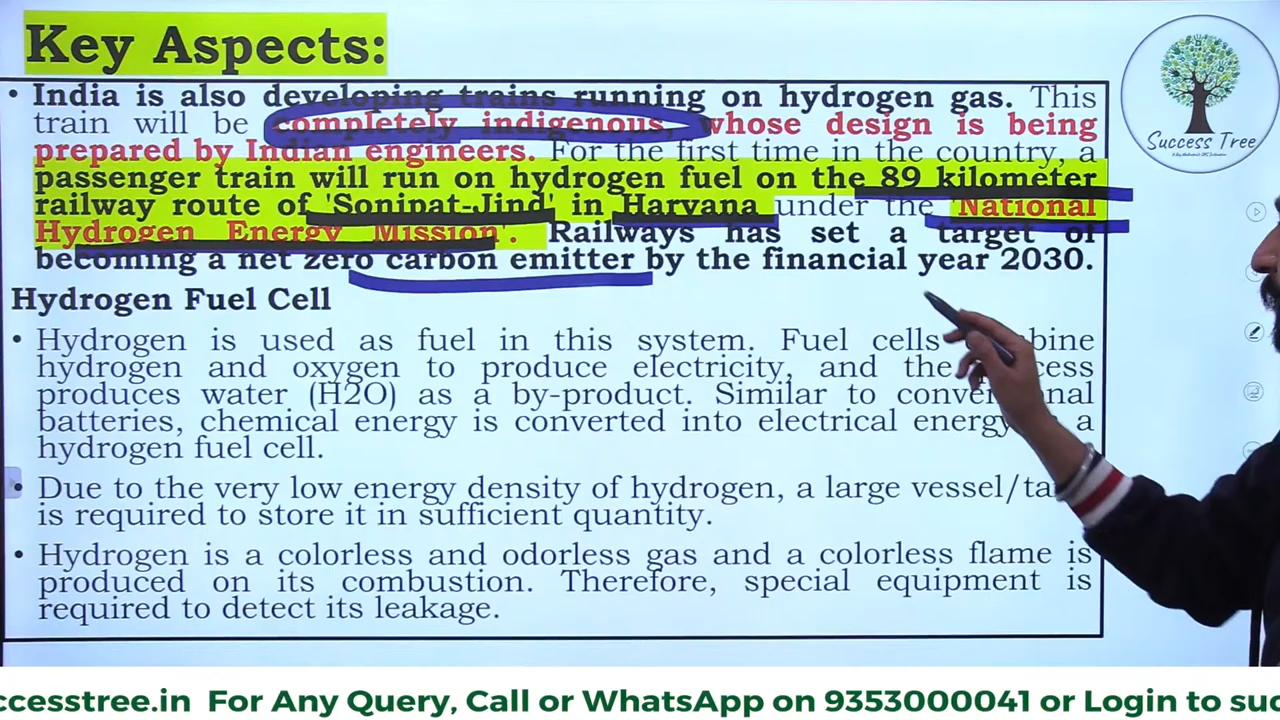 Key Aspects:
• India is also developing trains running on hydrogen gas. This
train will be completely indigenous, whose design is being
prepared by Indian engineers. For the first time in the country, a
passenger train will run on hydrogen fuel on the 89 kilometer
railway route of 'Sonipat-Jind' in Haryana under the 'National
Hydrogen Energy Mission'. Railways has set a target of
becoming a net zero carbon emitter by the financial year 2030.
Hydrogen Fuel Cell
• Hydrogen is used as fuel in this system. Fuel cells
hydrogen and oxygen to produce electricity, and the
produces water (H2O) as a by-product. Similar to
batteries, chemical energy is converted into electrical energy a
hydrogen fuel cell.
• Due to the very low energy density of hydrogen, a large
is required to store it in sufficient quantity.
• Hydrogen is a colorless and odorless gas and a colorless flame is
produced on its combustion. Therefore, special equipment is
required to detect its leakage.
Success Tree
ccesstree.in For Any Query, Call or WhatsApp on 9353000041 or Login to suc